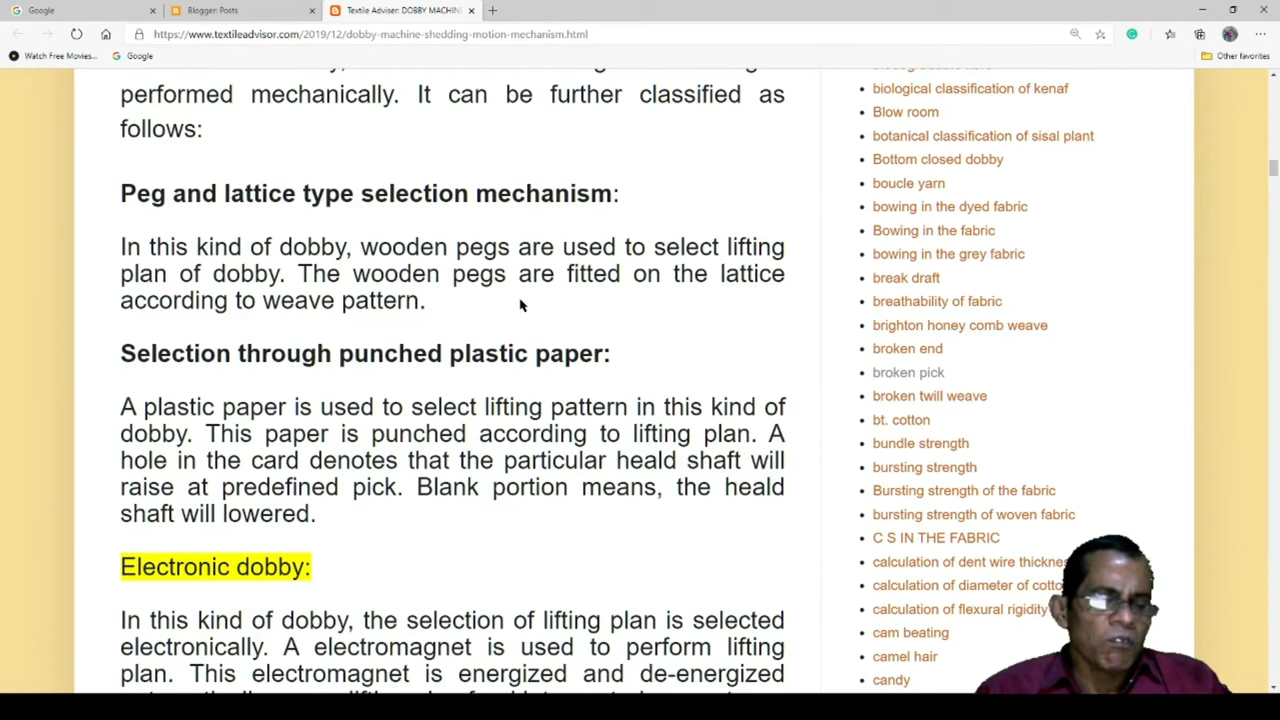 Google
Blogger: Posts
Textile Adviser: DOBBY MACHIN
https://www.textileadvisor.com/2019/12/dobby-machine-shedding-motion-mechanism.html
Watch Free Movies...
Google
Other favorites
performed mechanically. It can be further classified as
follows:
Peg and lattice type selection mechanism:
In this kind of dobby, wooden pegs are used to select lifting
plan of dobby. The wooden pegs are fitted on the lattice
according to weave pattern.
Selection through punched plastic paper:
A plastic paper is used to select lifting pattern in this kind of
dobby. This paper is punched according to lifting plan. A
hole in the card denotes that the particular heald shaft will
raise at predefined pick. Blank portion means, the heald
shaft will lowered.
Electronic dobby:
In this kind of dobby, the selection of lifting plan is selected
electronically. A electromagnet is used to perform lifting
plan. This electromagnet is energized and de-energized
biological classification of kenaf
Blow room
botanical classification of sisal plant
Bottom closed dobby
boucle yarn
bowing in the dyed fabric
Bowing in the fabric
bowing in the grey fabric
break draft
breathability of fabric
brighton honey comb weave
broken end
broken pick
broken twill weave
bt. cotton
bundle strength
bursting strength
Bursting strength of the fabric
bursting strength of woven fabric
C S IN THE FABRIC
calculation of dent wire thickne
calculation of diameter of cotto
calculation of flexural rigidity
cam beating
camel hair
candy